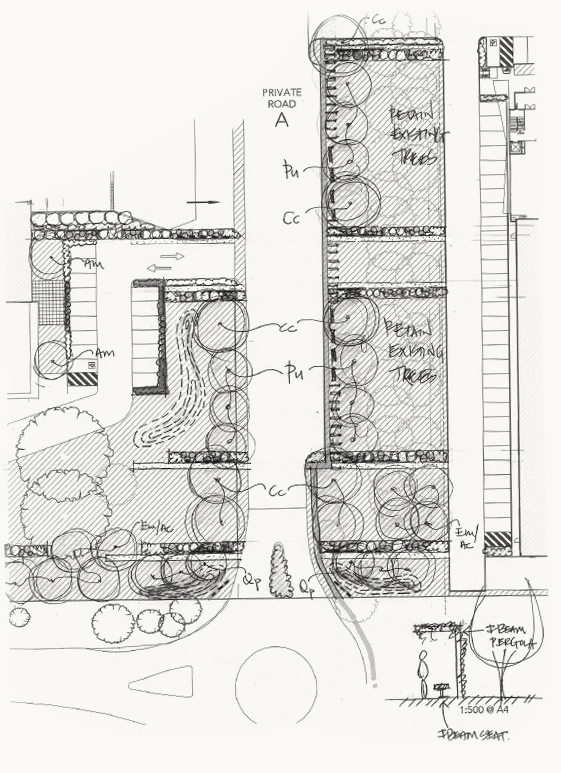 Cc
PRIVATE
ROAD
A
RETAIN
EXISTING
TREES
Pu
Cc
Am
Am
Cc
RETAIN
EXISTING
TREES
Pu
Cc
Em/AC
Em/
AC
Qp
Qp
I BEAM
PERGOLA
1:500 @ A4
I BEAM SEAT.